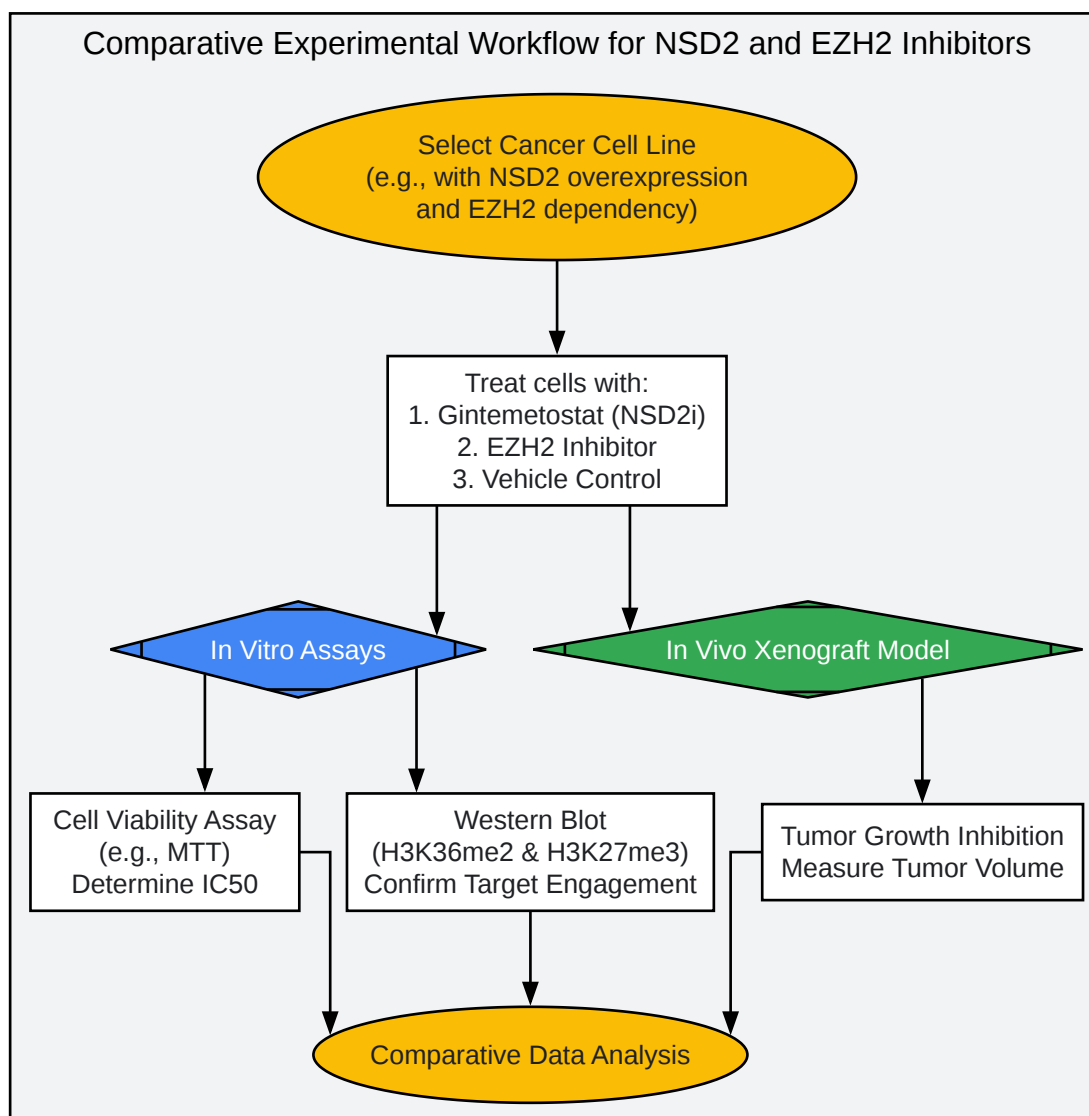 Comparative Experimental Workflow for NSD2 and EZH2 Inhibitors
Select Cancer Cell Line
(e.g., with NSD2 overexpression
and EZH2 dependency)
Treat cells with:
1. Gintemetostat (NSD2i)
2. EZH2 Inhibitor
3. Vehicle Control
In Vitro Assays
In Vivo Xenograft Model
Cell Viability Assay
(e.g., MTT)
Determine IC50
Western Blot
(H3K36me2 & H3K27me3)
Confirm Target Engagement
Tumor Growth Inhibition
Measure Tumor Volume
Comparative Data Analysis